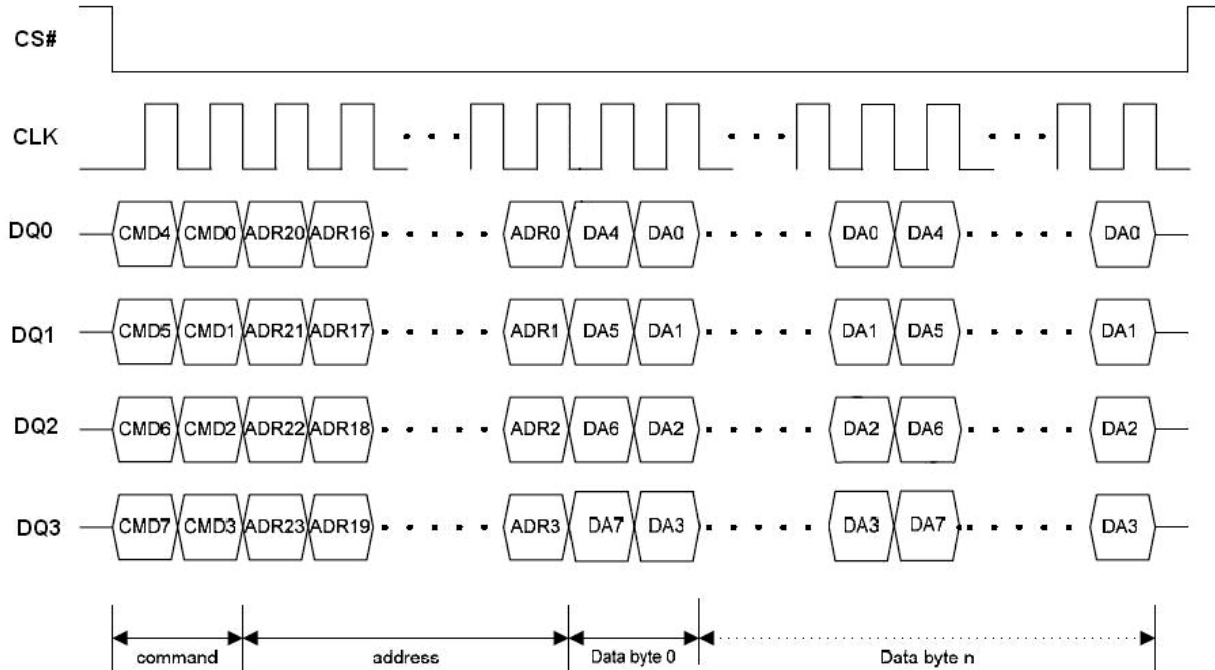 CS#
CLK
DQ0 CMD4 CMD0 ADR20 ADR16 ADR0 DA4 DA0 DA0 DA4 DA0
DQ1 CMD5 CMD1 ADR21 ADR17 ADR1 DA5 DA1 DA1 DA5 DA1
DQ2 CMD6 CMD2 ADR22 ADR18 ADR2 DA6 DA2 DA2 DA6 DA2
DQ3 CMD7 CMD3 ADR23 ADR19 ADR3 DA7 DA3 DA3 DA7 DA3
command address Data byte 0 Data byte n